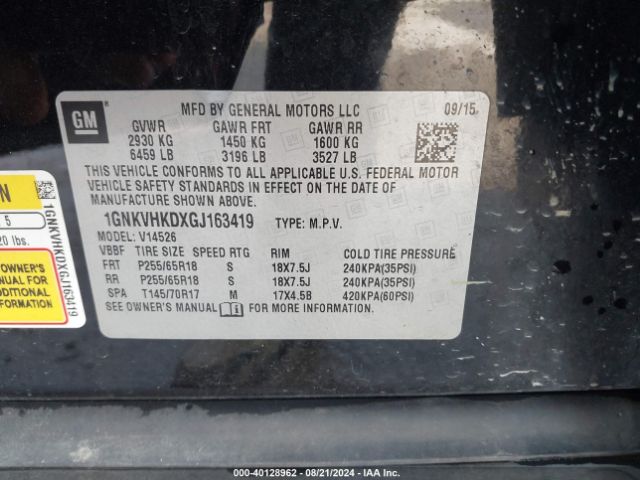 GM
MFD BY GENERAL MOTORS LLC 09/15
GVWR GAWR FRT GAWR RR
2930 KG 1450 KG 1600 KG
6459 LB 3196 LB 3527 LB
THIS VEHICLE CONFORMS TO ALL APPLICABLE U.S. FEDERAL MOTOR
VEHICLE SAFETY STANDARDS IN EFFECT ON THE DATE OF
MANUFACTURE SHOWN ABOVE.
1GNKVHKDXGJ163419 TYPE: M.P.V.
MODEL: V14526
VBBF TIRE SIZE SPEED RTG RIM COLD TIRE PRESSURE
FRT P255/65R18 S 18X7.5J 240KPA(35PSI)
RR P255/65R18 S 18X7.5J 240KPA(35PSI)
SPA T145/70R17 M 17X4.5B 420KPA(60PSI)
SEE OWNER'S MANUAL FOR MORE INFORMATION.
5
20 lbs.
OWNER'S
MANUAL FOR
ADDITIONAL
INFORMATION
1GNKVHKDXGJ163419
000-40128962 - 08/21/2024 - IAA Inc.